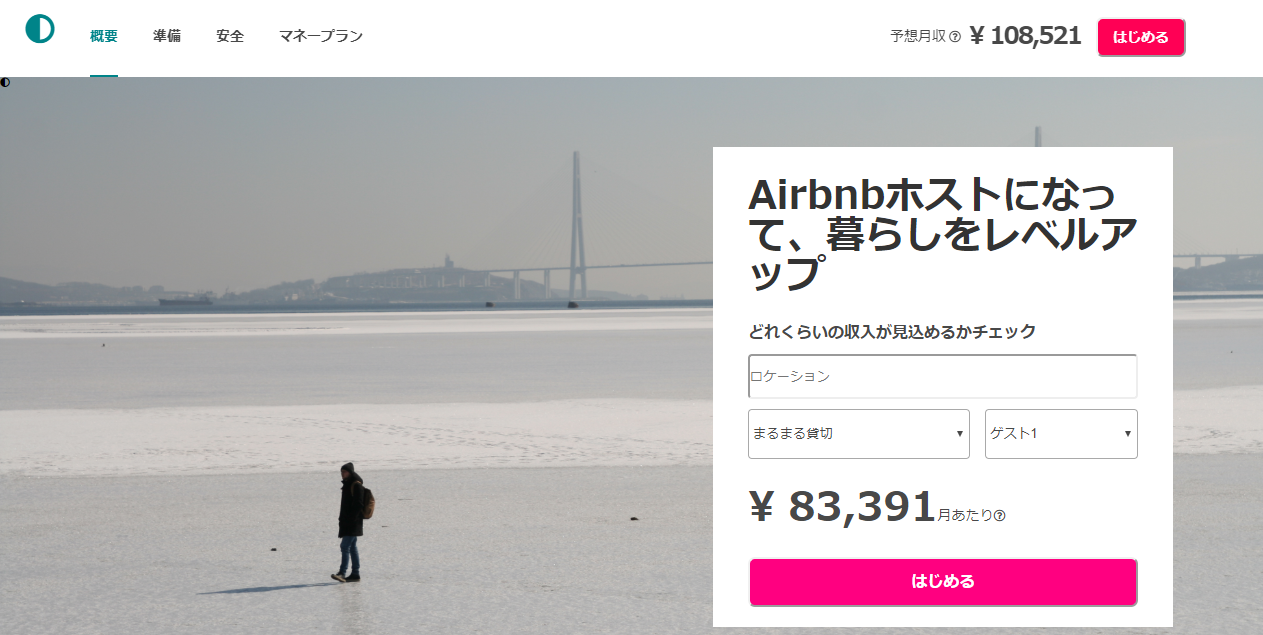 概要 準備 安全 マネープラン 予想月収 ¥ 108,521 はじめる
Airbnbホストになっ
て、暮らしをレベルア
ップ
どれくらいの収入が見込めるかチェック
ロケーション
まるまる貸切 ゲスト1
¥ 83,391月あたり
はじめる